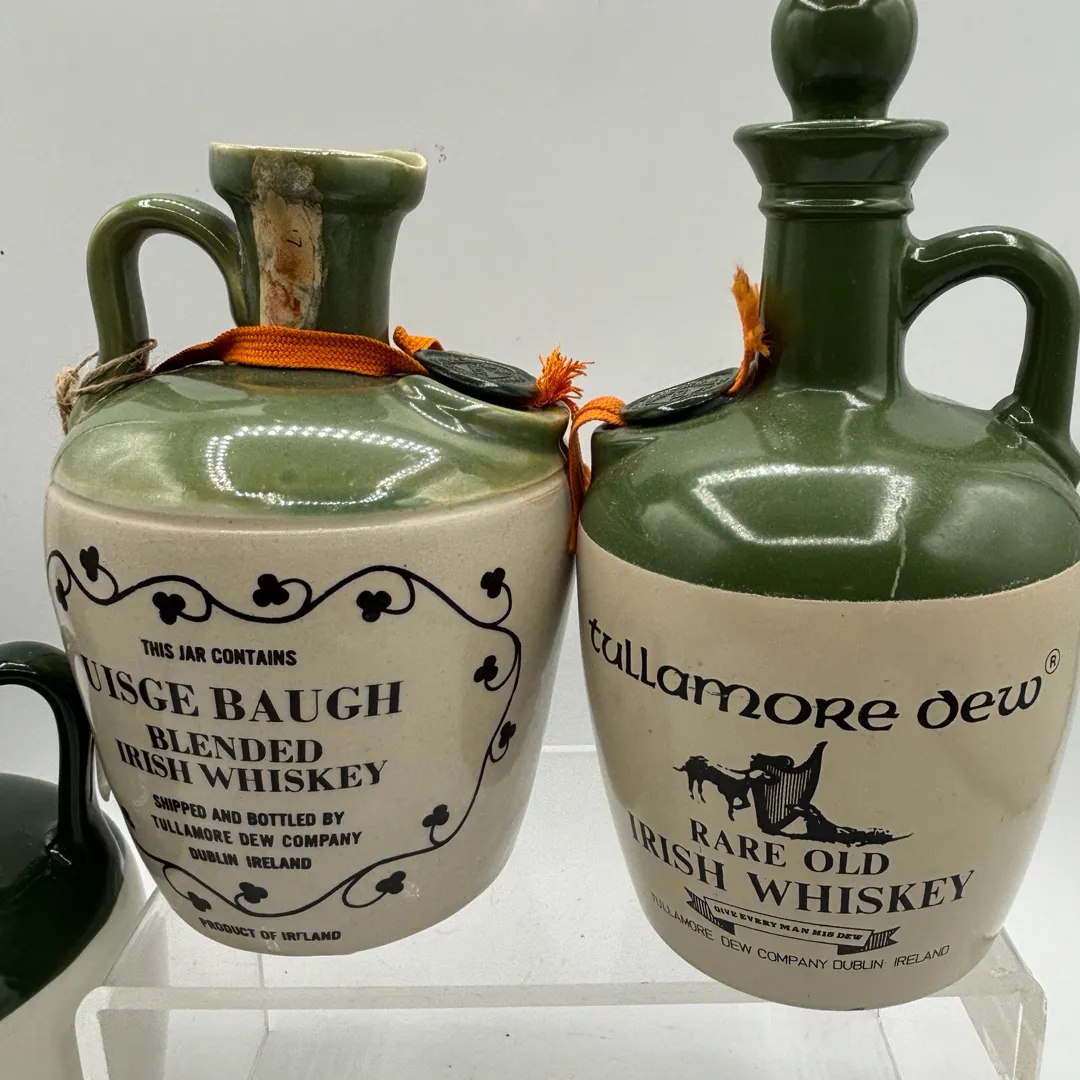 THIS JAR CONTAINS
UISGE BAUGH
BLENDED
IRISH WHISKEY
SHIPPED AND BOTTLED BY
TULLAMORE DEW COMPANY
DUBLIN IRELAND
PRODUCT OF IRELAND
tullamore dew ®
RARE OLD
IRISH WHISKEY
GIVE EVERY MAN HIS DEW
TULLAMORE DEW COMPANY DUBLIN · IRELAND